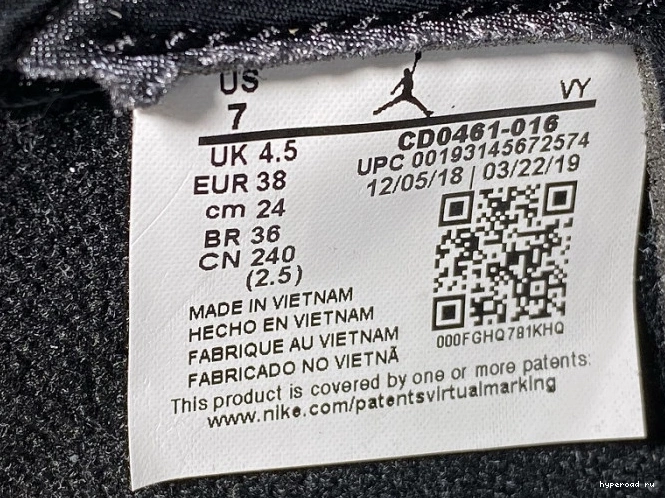 US
7
VY
UK 4.5
EUR 38
cm 24
BR 36
CN 240
(2.5)
CD0461-016
UPC 00193145672574
12/05/18 | 03/22/19
000FGHQ7B1KHQ
MADE IN VIETNAM
HECHO EN VIETNAM
FABRIQUE AU VIETNAM
FABRICADO NO VIETNÃ
This product is covered by one or more patents:
www.nike.com/patentsvirtualmarking
hyperoad ru